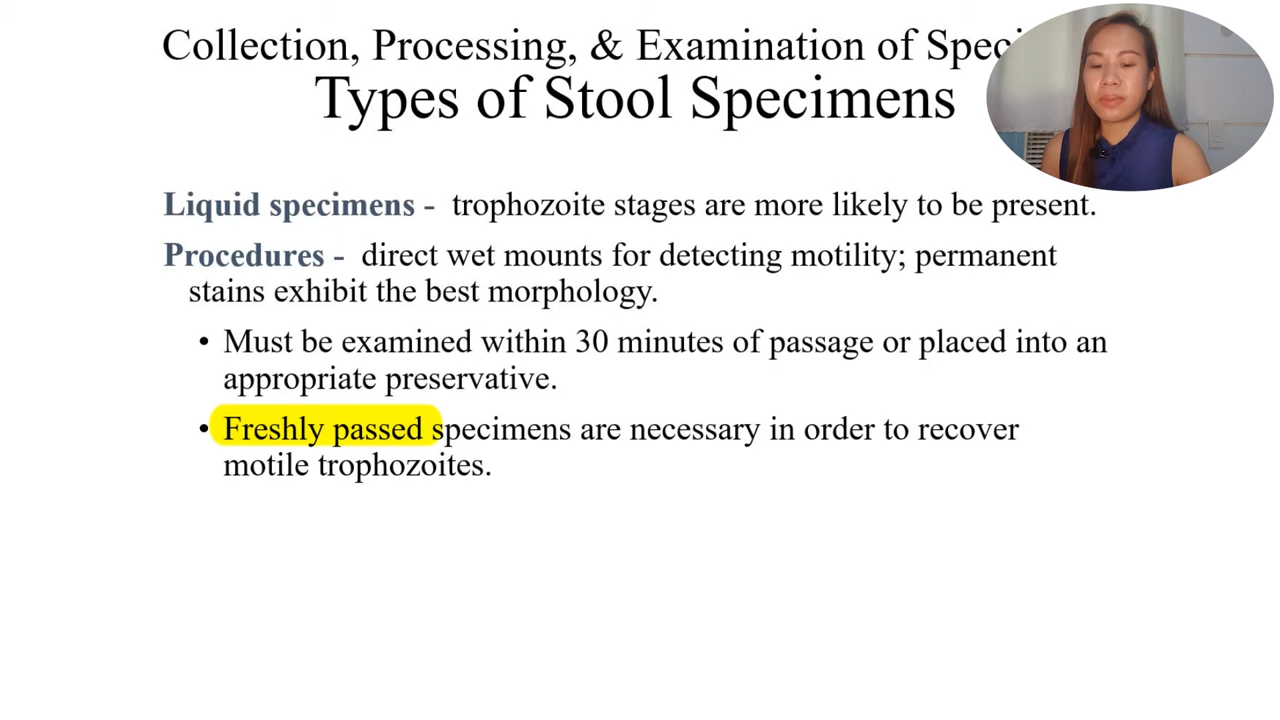 Collection, Processing, & Examination of
Types of Stool Specimens
Liquid specimens - trophozoite stages are more likely to be present.
Procedures - direct wet mounts for detecting motility; permanent
stains exhibit the best morphology.
• Must be examined within 30 minutes of passage or placed into an
appropriate preservative.
• Freshly passed specimens are necessary in order to recover
motile trophozoites.